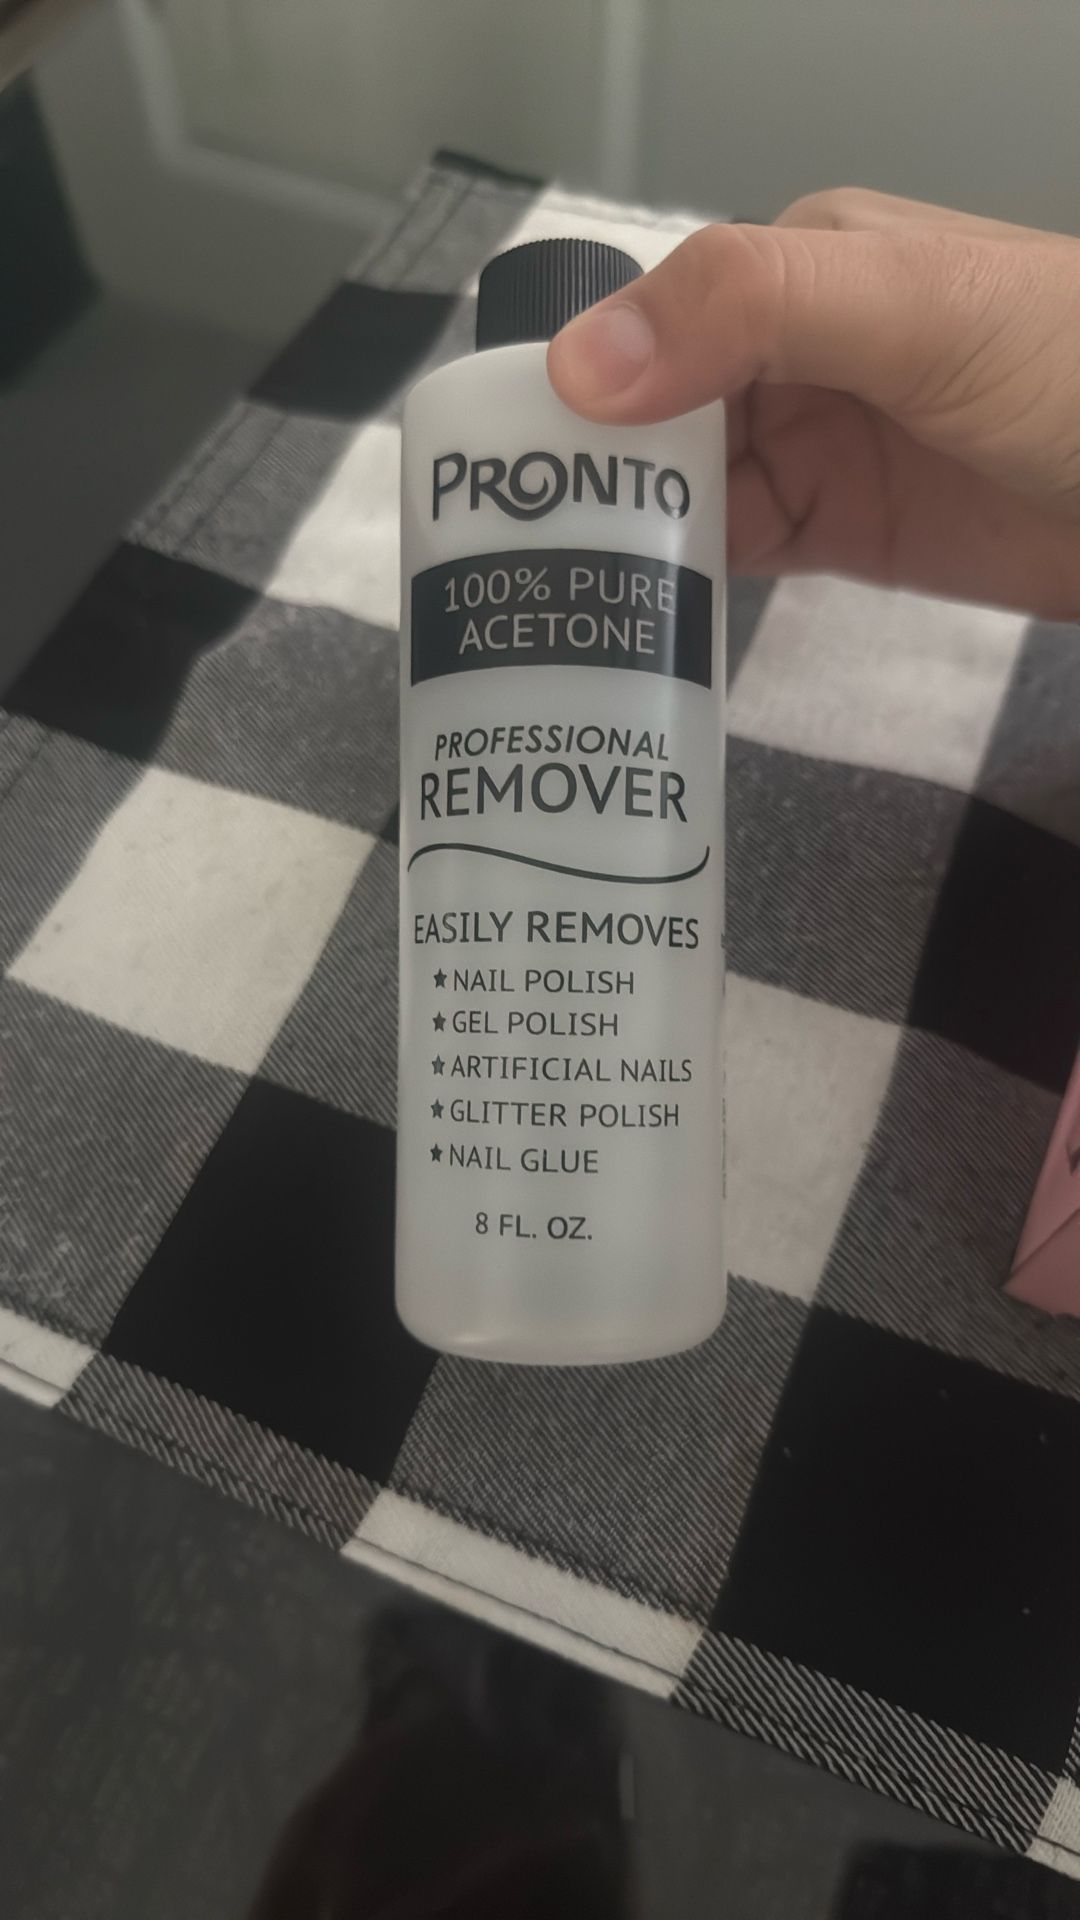 PRONTO
100% PURE
ACETONE
PROFESSIONAL
REMOVER
EASILY REMOVES
★NAIL POLISH
★GEL POLISH
★ARTIFICIAL NAILS
★GLITTER POLISH
★NAIL GLUE
8 FL. OZ.